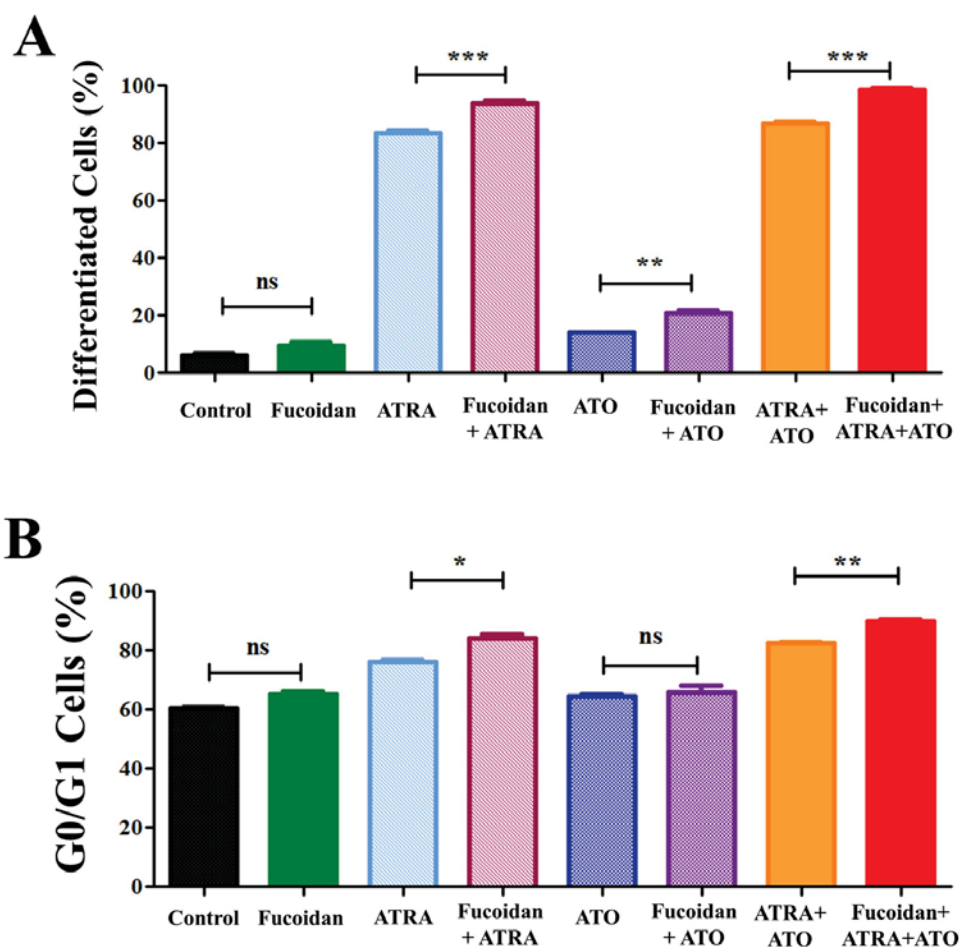 A
Differentiated Cells (%)
100
80
60
40
20
0
ns
***
**
***
Control
Fucoidan
ATRA
Fucoidan
+ ATRA
ATO
Fucoidan
+ ATO
ATRA+
ATO
Fucoidan+
ATRA+ATO
B
G0/G1 Cells (%)
100
80
60
40
20
0
ns
*
ns
**
Control
Fucoidan
ATRA
Fucoidan
+ ATRA
ATO
Fucoidan
+ ATO
ATRA+
ATO
Fucoidan+
ATRA+ATO